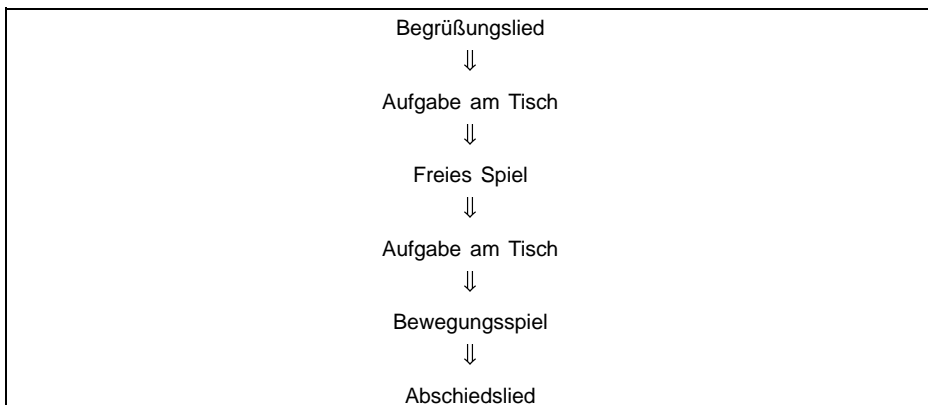 Begrüßungslied
⇓
Aufgabe am Tisch
⇓
Freies Spiel
⇓
Aufgabe am Tisch
⇓
Bewegungsspiel
⇓
Abschiedslied